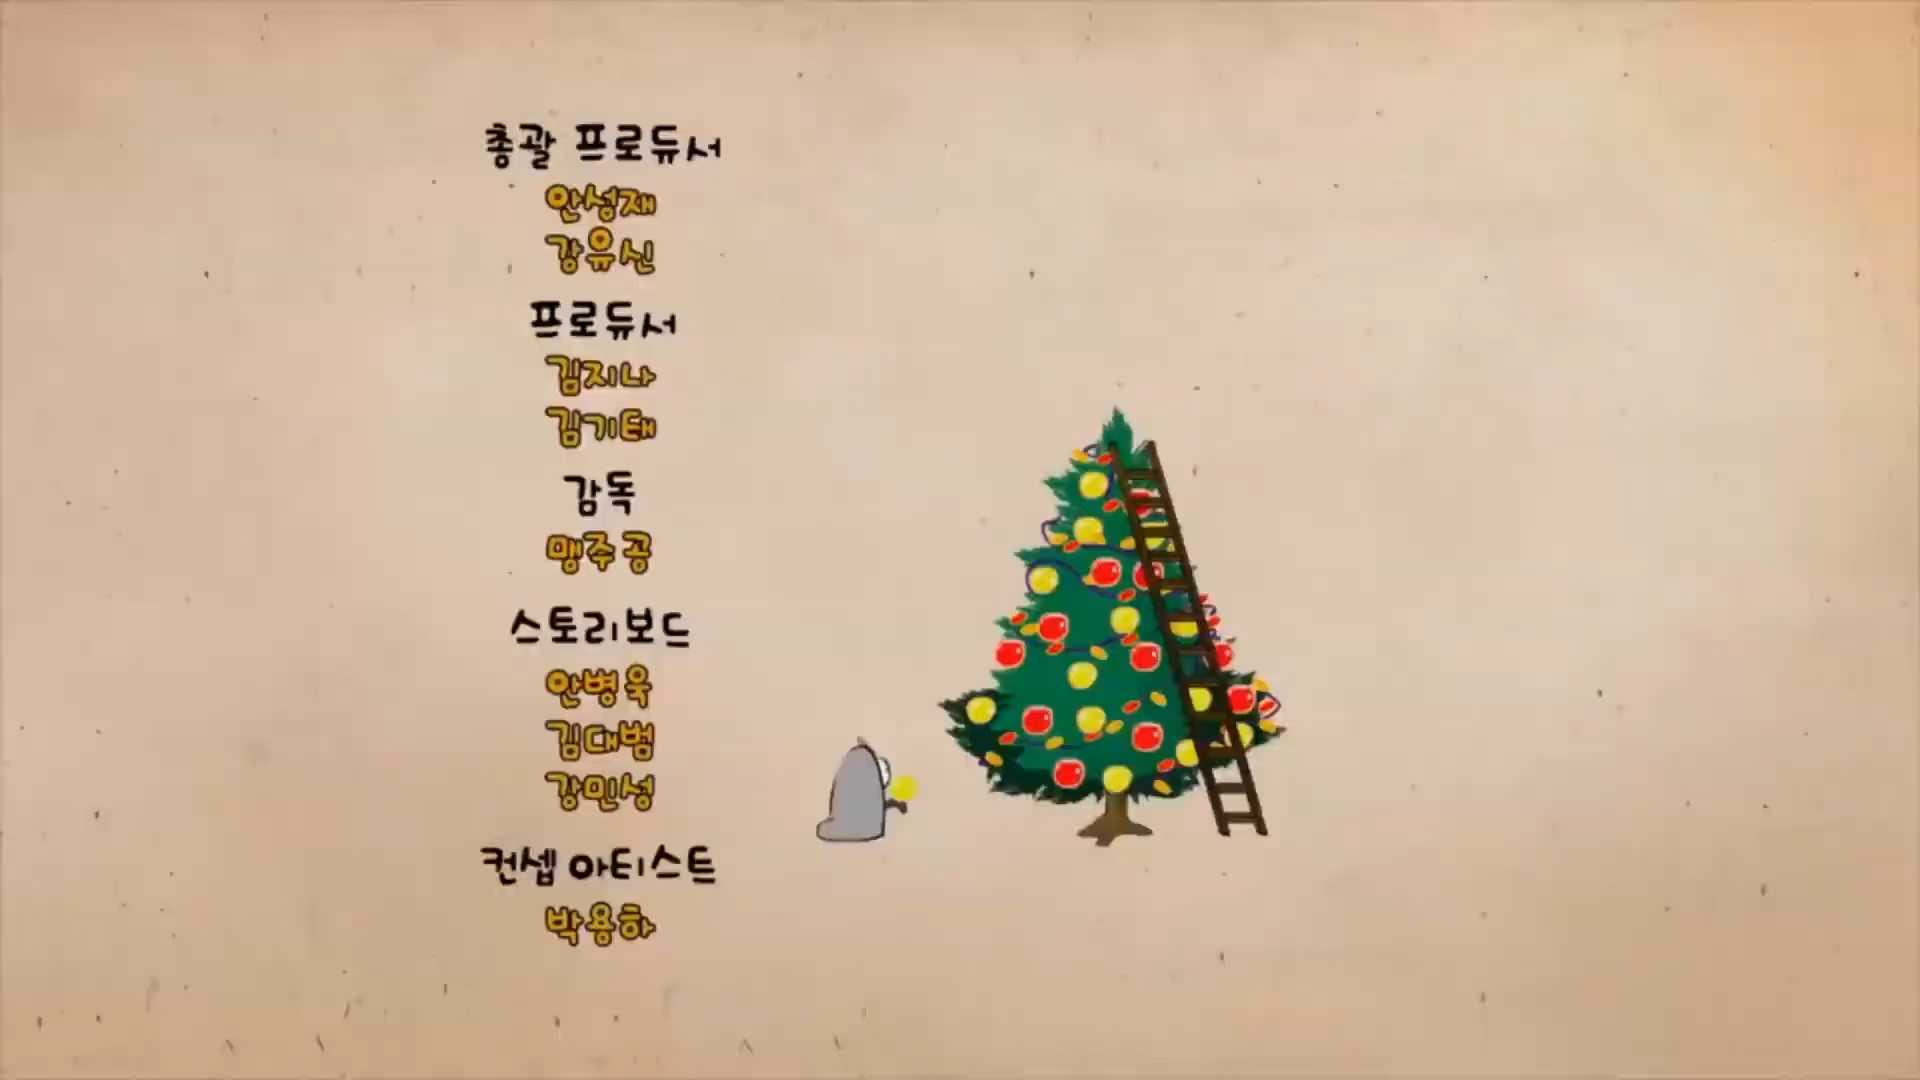 총괄 프로듀서
안성재
강유신
프로듀서
김지나
김기태
감독
맹주공
스토리보드
안병욱
김대범
강민성
컨셉 아티스트
박용하